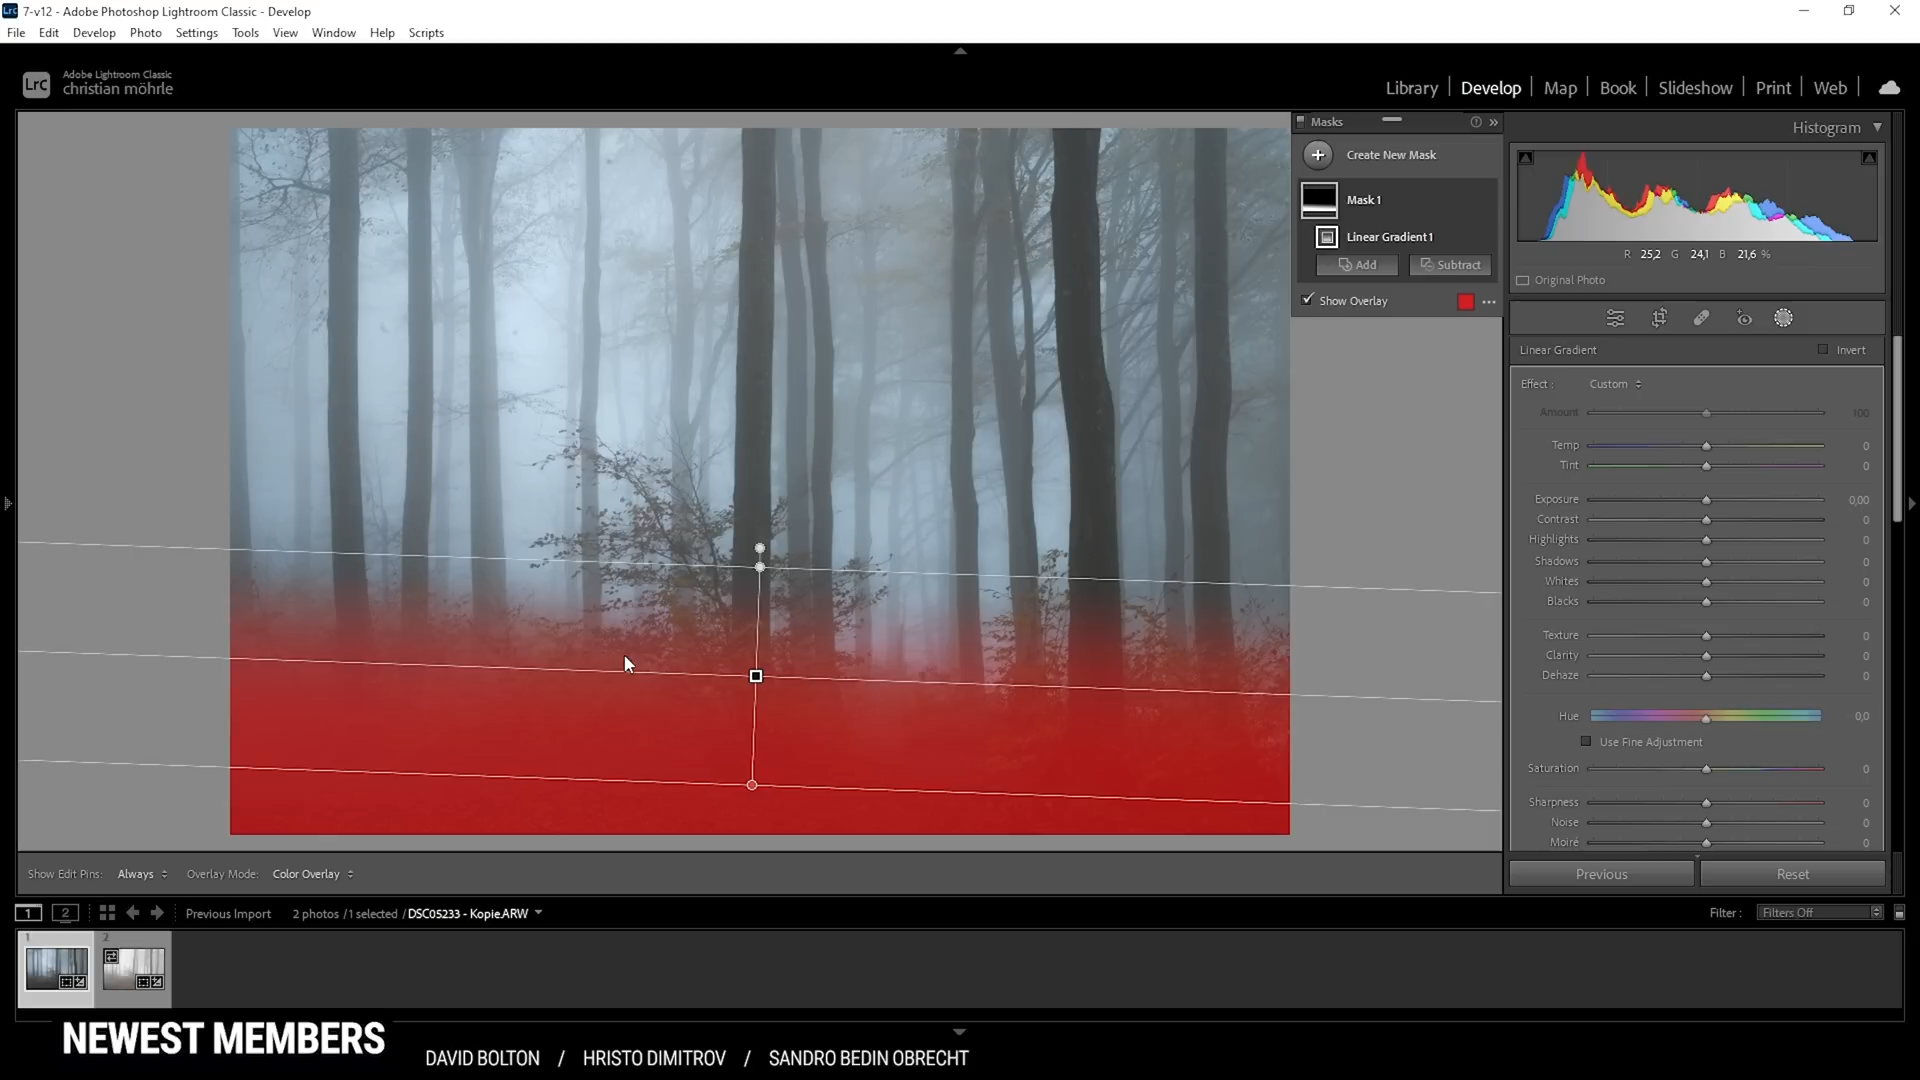 7-v12 - Adobe Photoshop Lightroom Classic - Develop
File Edit Develop Photo Settings Tools View Window Help Scripts
Lrc
Adobe Lightroom Classic
christian möhrle
Library Develop Map Book Slideshow Print Web
Masks
Create New Mask
Mask 1
Linear Gradient 1
Add Subtract
Show Overlay
Histogram
R 25,2 G 24,1 B 21,6 %
Original Photo
Linear Gradient Invert
Effect : Custom
Amount 100
Temp 0
Tint 0
Exposure 0,00
Contrast 0
Highlights 0
Shadows 0
Whites 0
Blacks 0
Texture 0
Clarity 0
Dehaze 0
Hue 0,0
Use Fine Adjustment
Saturation 0
Sharpness 0
Noise 0
Moiré 0
Previous Reset
Show Edit Pins: Always Overlay Mode: Color Overlay
1 2 Previous Import 2 photos / 1 selected / DSC05233 - Kopie.ARW
Filter : Filters Off
1 2
NEWEST MEMBERS
DAVID BOLTON / HRISTO DIMITROV / SANDRO BEDIN OBRECHT